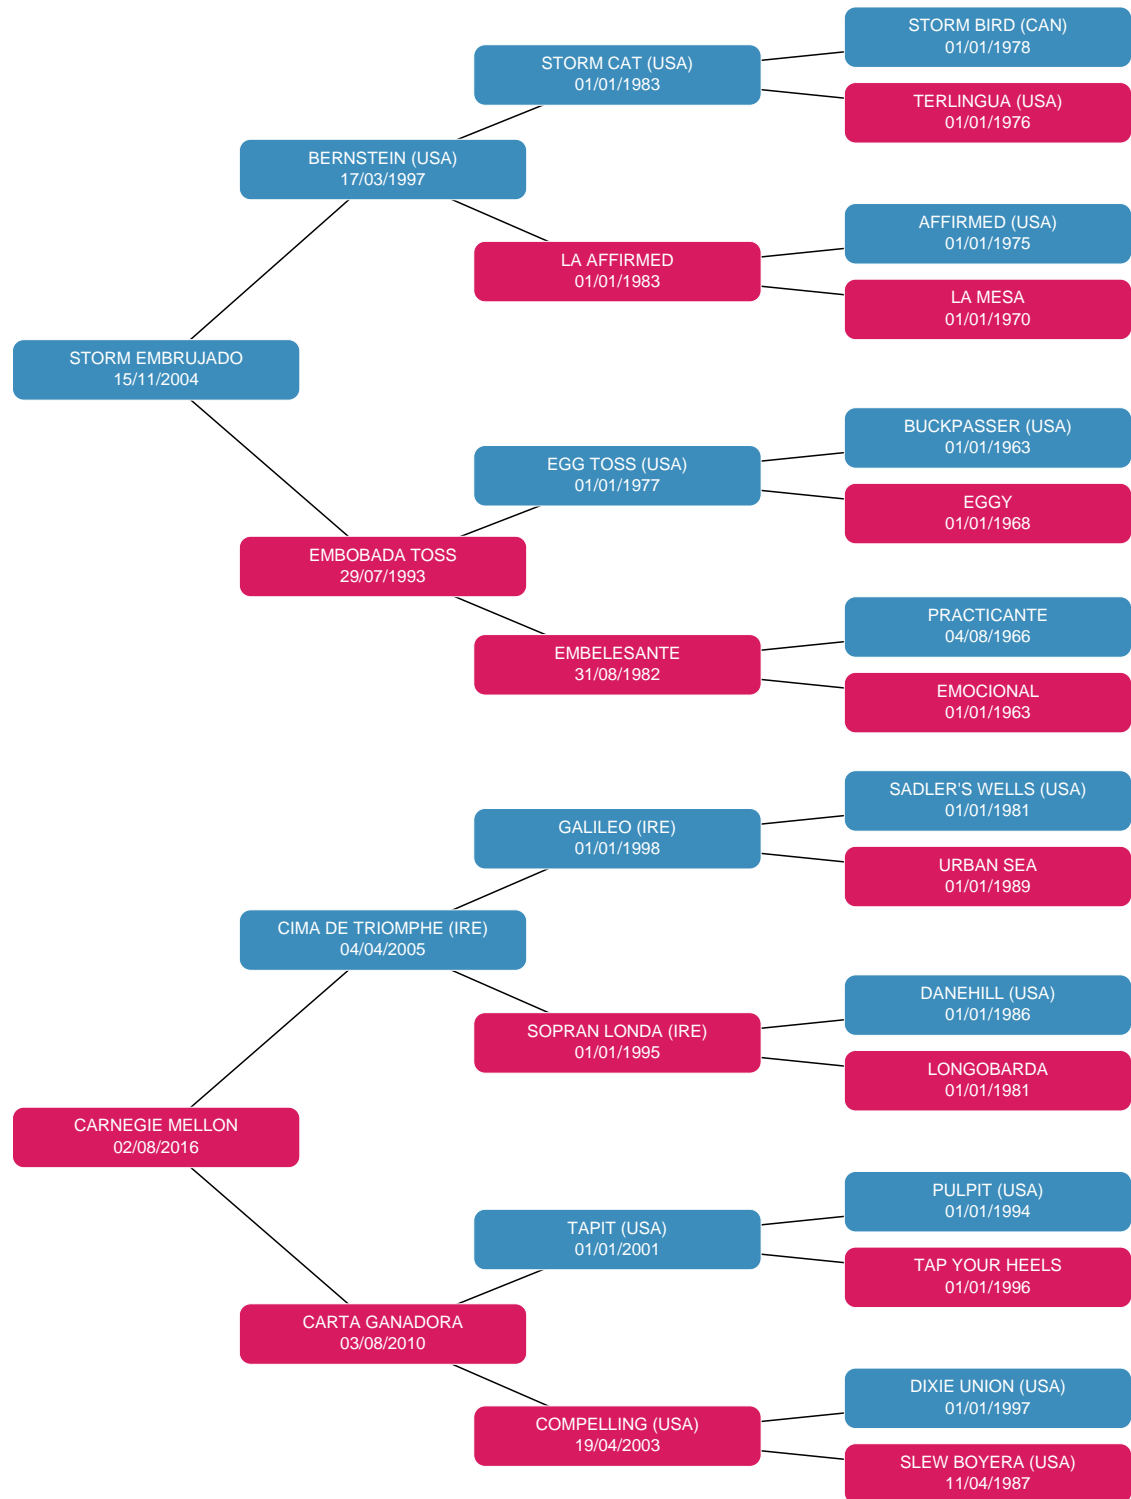 STORM BIRD (CAN)
01/01/1978
STORM CAT (USA)
01/01/1983
TERLINGUA (USA)
01/01/1976
BERNSTEIN (USA)
17/03/1997
AFFIRMED (USA)
01/01/1975
LA AFFIRMED
01/01/1983
LA MESA
01/01/1970
STORM EMBRUJADO
15/11/2004
BUCKPASSER (USA)
01/01/1963
EGG TOSS (USA)
01/01/1977
EGGY
01/01/1968
EMBOBADA TOSS
29/07/1993
PRACTICANTE
04/08/1966
EMBELESANTE
31/08/1982
EMOCIONAL
01/01/1963
SADLER'S WELLS (USA)
01/01/1981
GALILEO (IRE)
01/01/1998
URBAN SEA
01/01/1989
CIMA DE TRIOMPHE (IRE)
04/04/2005
DANEHILL (USA)
01/01/1986
SOPRAN LONDA (IRE)
01/01/1995
LONGOBARDA
01/01/1981
CARNEGIE MELLON
02/08/2016
PULPIT (USA)
01/01/1994
TAPIT (USA)
01/01/2001
TAP YOUR HEELS
01/01/1996
CARTA GANADORA
03/08/2010
DIXIE UNION (USA)
01/01/1997
COMPELLING (USA)
19/04/2003
SLEW BOYERA (USA)
11/04/1987